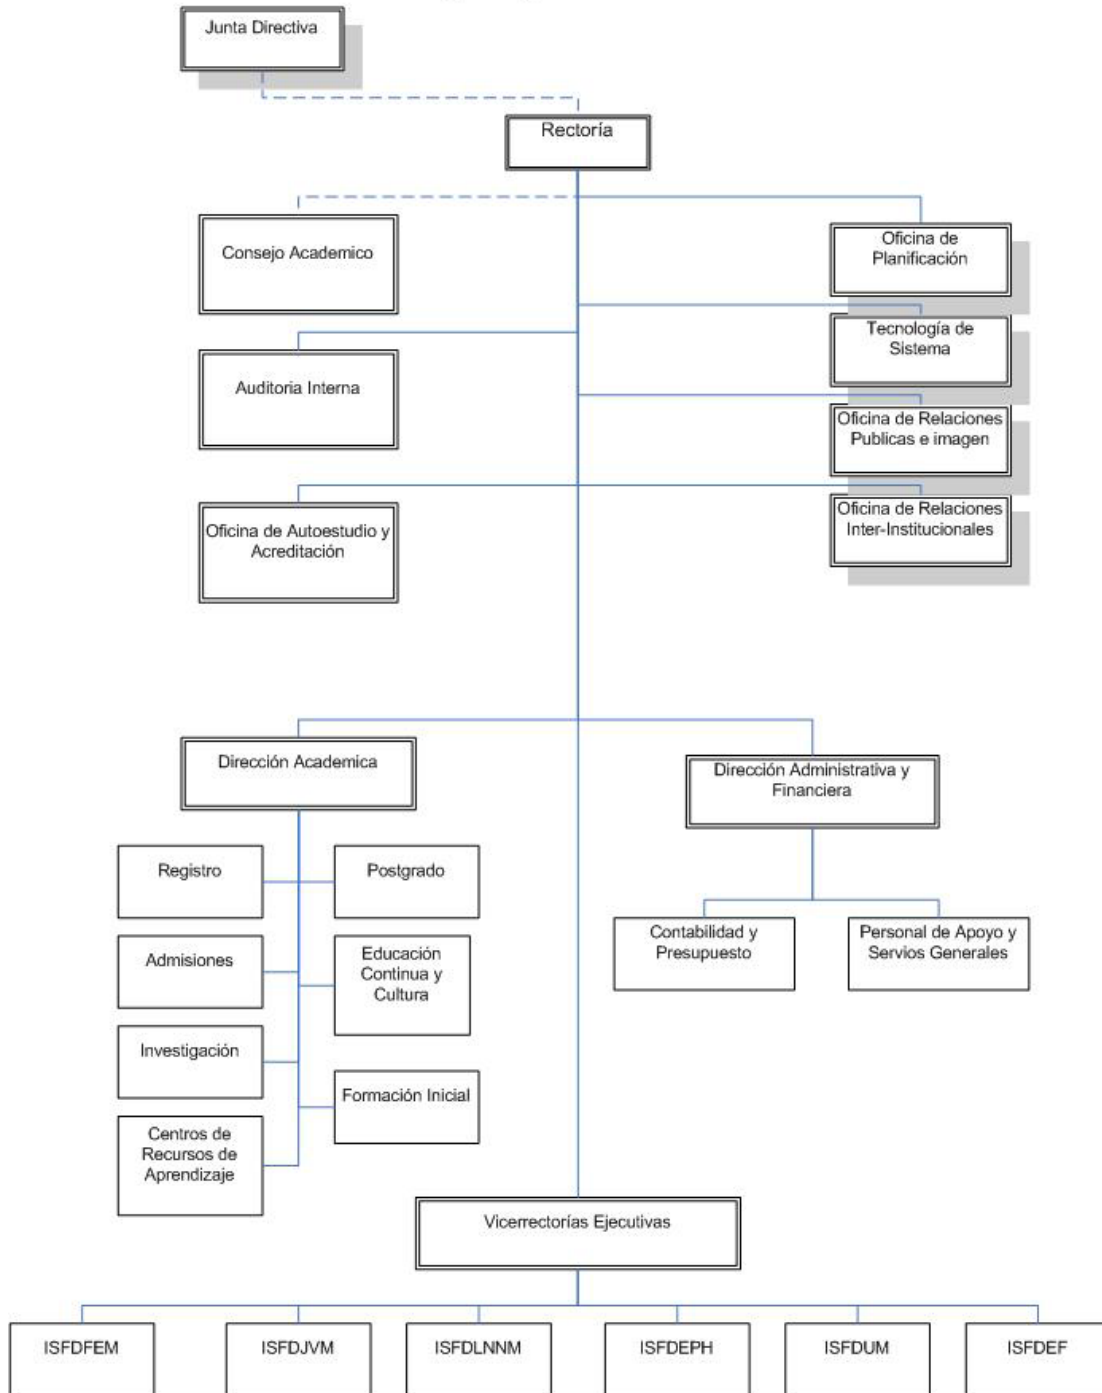 Junta Directiva
Rectoría
Consejo Academico
Oficina de
Planificación
Tecnología de
Sistema
Auditoria Interna
Oficina de Relaciones
Publicas e imagen
Oficina de Autoestudio y
Acreditación
Oficina de Relaciones
Inter-Institucionales
Dirección Academica
Dirección Administrativa y
Financiera
Registro
Postgrado
Contabilidad y
Presupuesto
Personal de Apoyo y
Servios Generales
Admisiones
Educación
Continua y
Cultura
Investigación
Formación Inicial
Centros de
Recursos de
Aprendizaje
Vicerrectorías Ejecutivas
ISFDFEM
ISFDJVM
ISFDLNNM
ISFDEPH
ISFDUM
ISFDEF